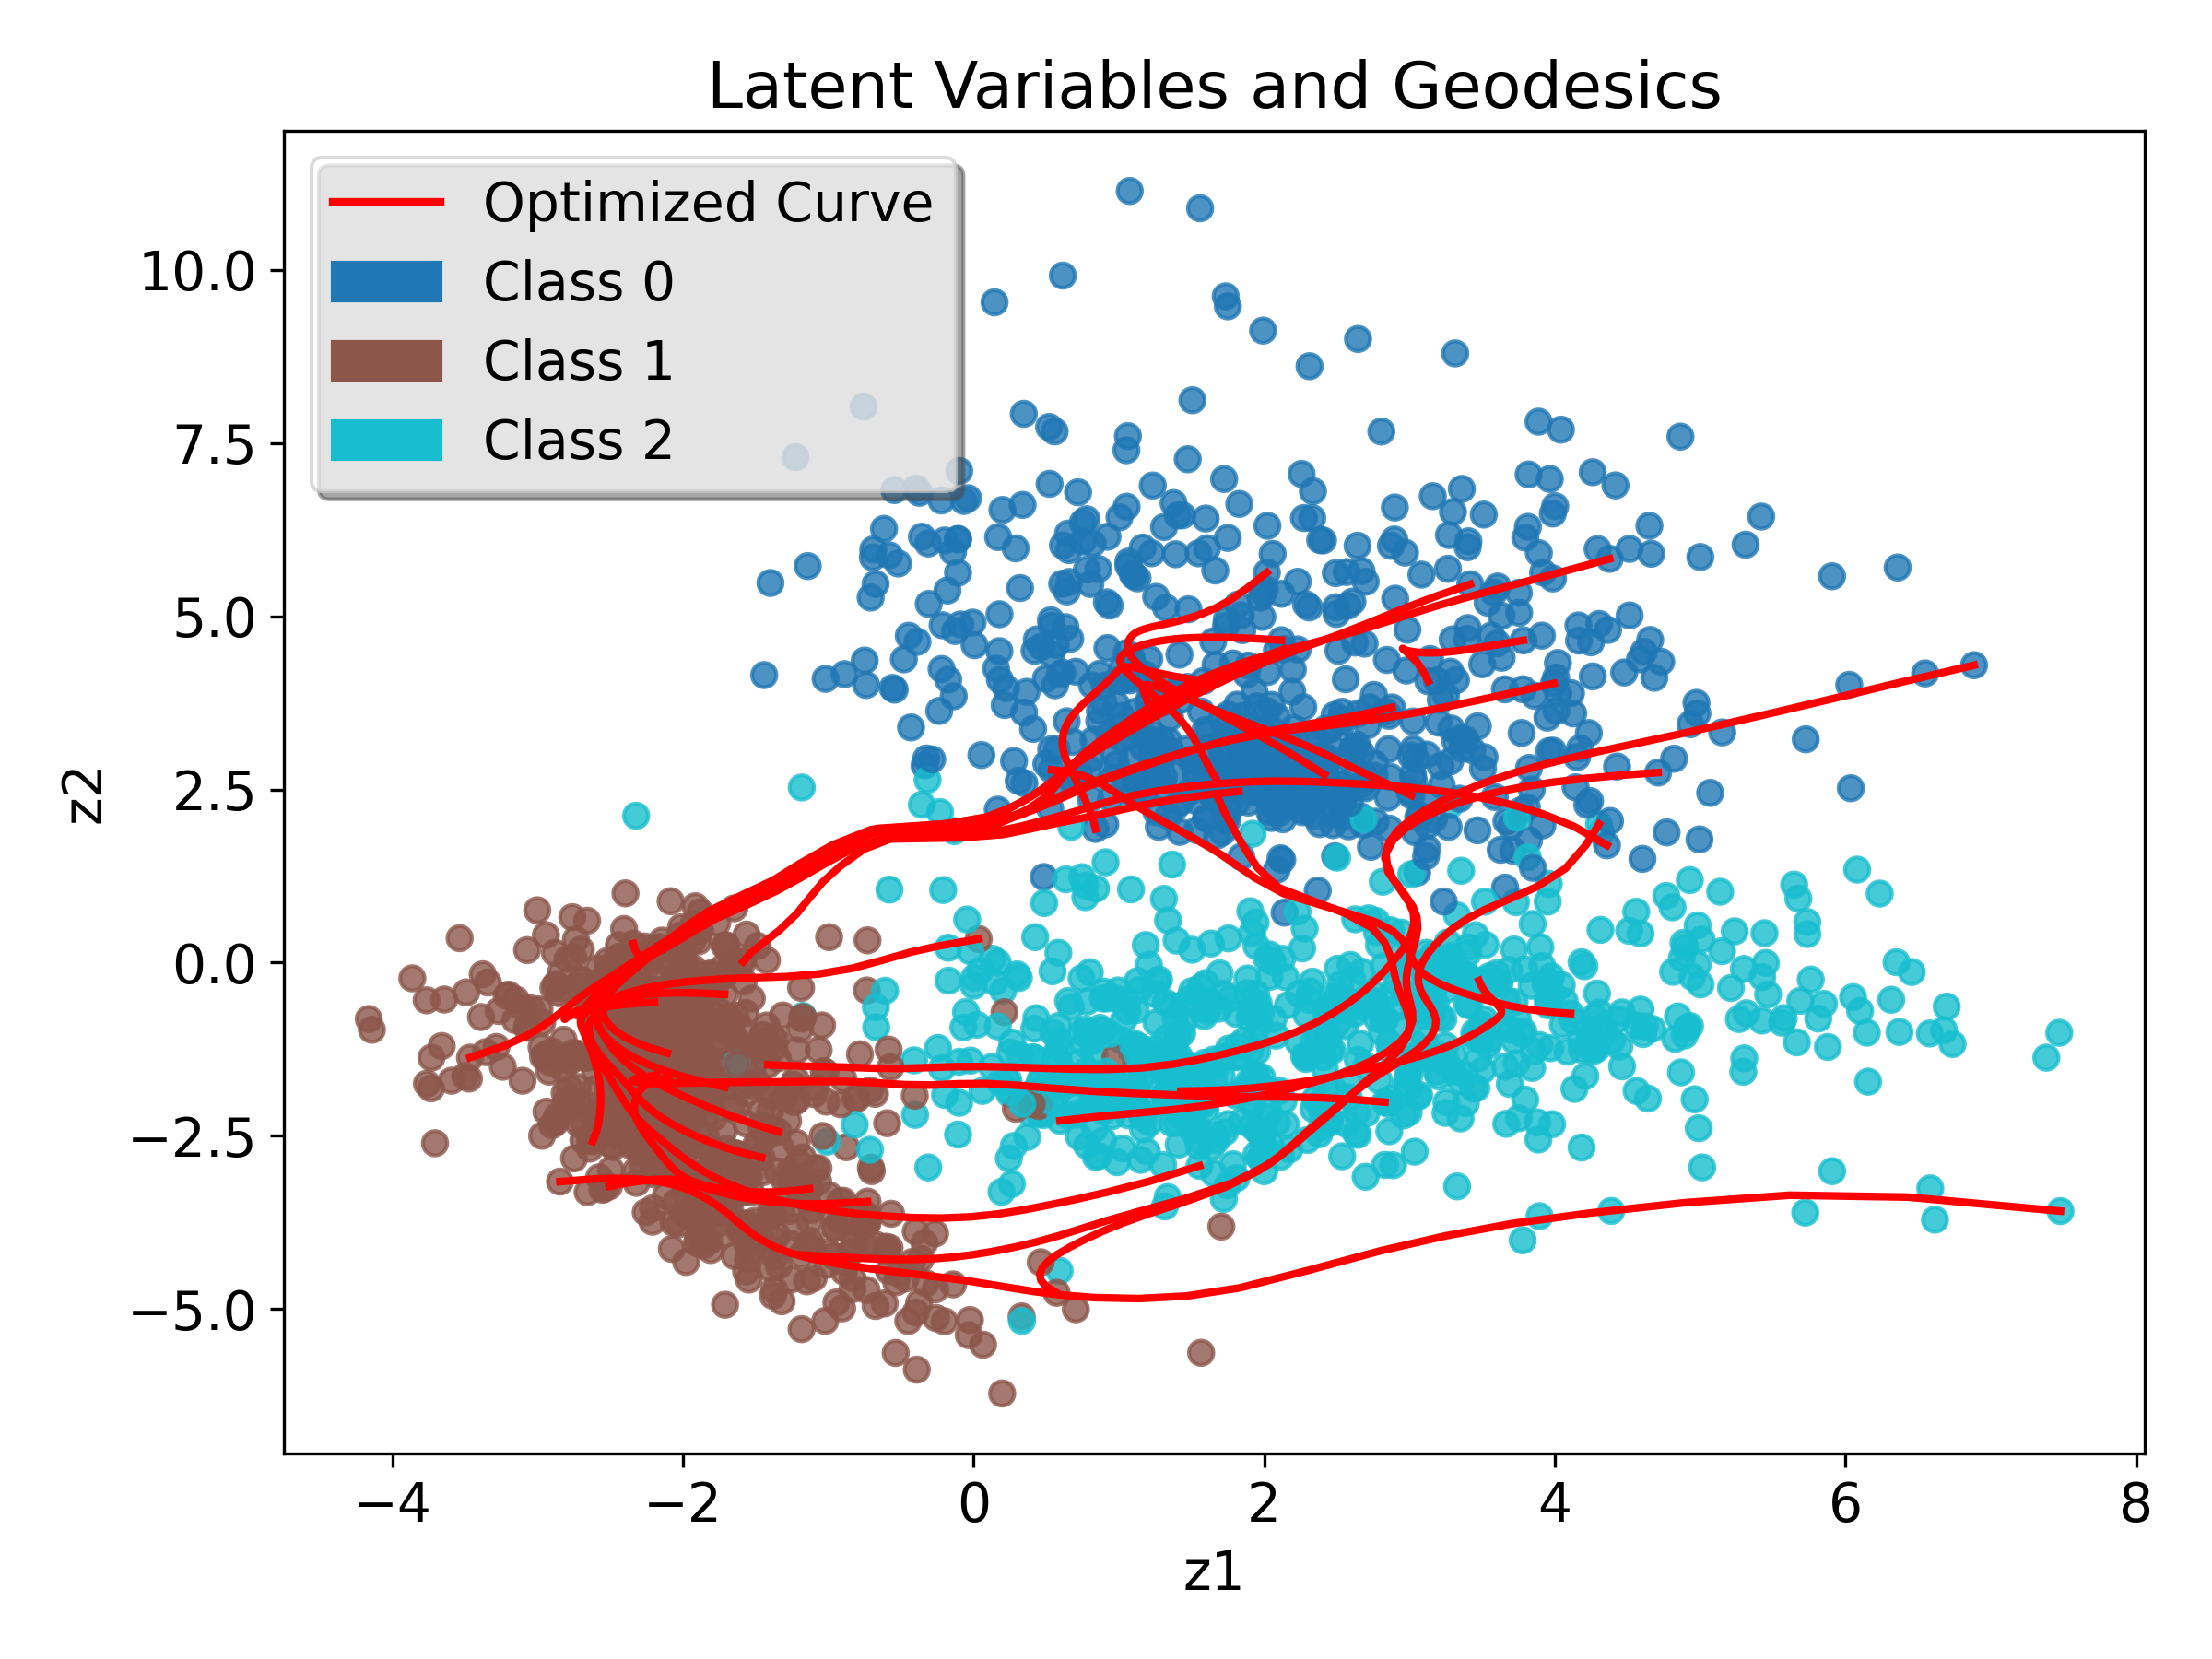 Latent Variables and Geodesics
Optimized Curve
Class 0
Class 1
Class 2
10.0
7.5
5.0
2.5
0.0
−2.5
−5.0
z2
−4 −2 0 2 4 6 8
z1